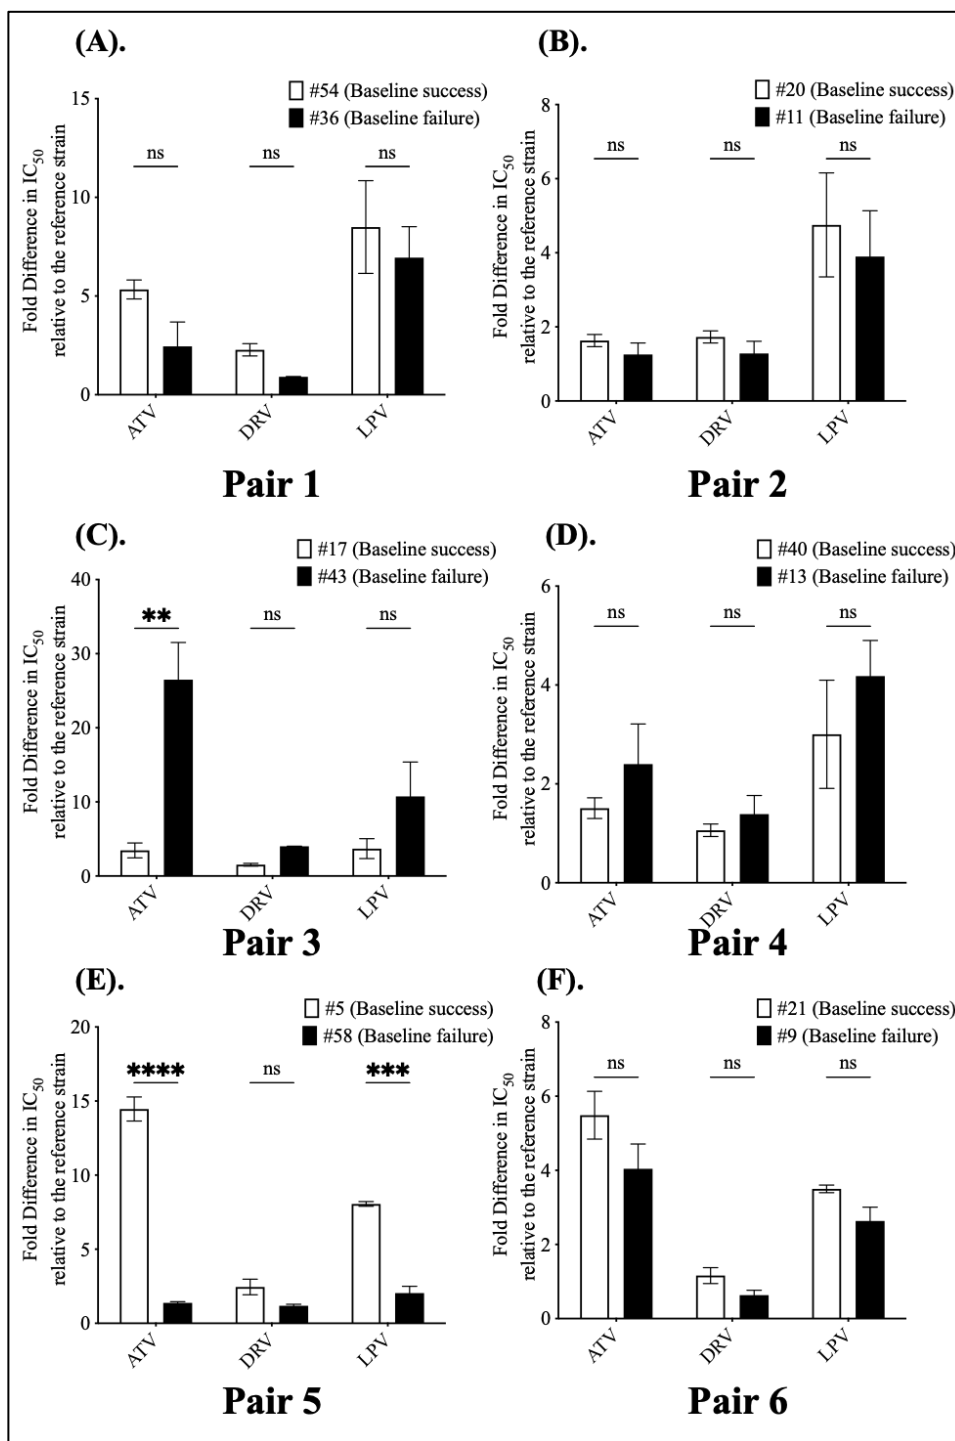 (A).
#54 (Baseline success)
#36 (Baseline failure)
Fold Difference in IC50
relative to the reference strain
15
10
5
0
ns
ns
ns
ATV
DRV
LPV
Pair 1
(B).
#20 (Baseline success)
#11 (Baseline failure)
Fold Difference in IC50
relative to the reference strain
8
6
4
2
0
ns
ns
ns
ATV
DRV
LPV
Pair 2
(C).
#17 (Baseline success)
#43 (Baseline failure)
Fold Difference in IC50
relative to the reference strain
40
30
20
10
0
**
ns
ns
ATV
DRV
LPV
Pair 3
(D).
#40 (Baseline success)
#13 (Baseline failure)
Fold Difference in IC50
relative to the reference strain
6
4
2
0
ns
ns
ns
ATV
DRV
LPV
Pair 4
(E).
#5 (Baseline success)
#58 (Baseline failure)
Fold Difference in IC50
relative to the reference strain
20
15
10
5
0
****
ns
***
ATV
DRV
LPV
Pair 5
(F).
#21 (Baseline success)
#9 (Baseline failure)
Fold Difference in IC50
relative to the reference strain
8
6
4
2
0
ns
ns
ns
ATV
DRV
LPV
Pair 6